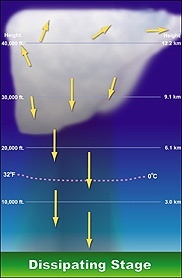 Height Height
40,000 ft. 12.2 km
30,000 ft. 9.1 km
20,000 ft. 6.1 km
32°F 0°C
10,000 ft. 3.0 km
Dissipating Stage